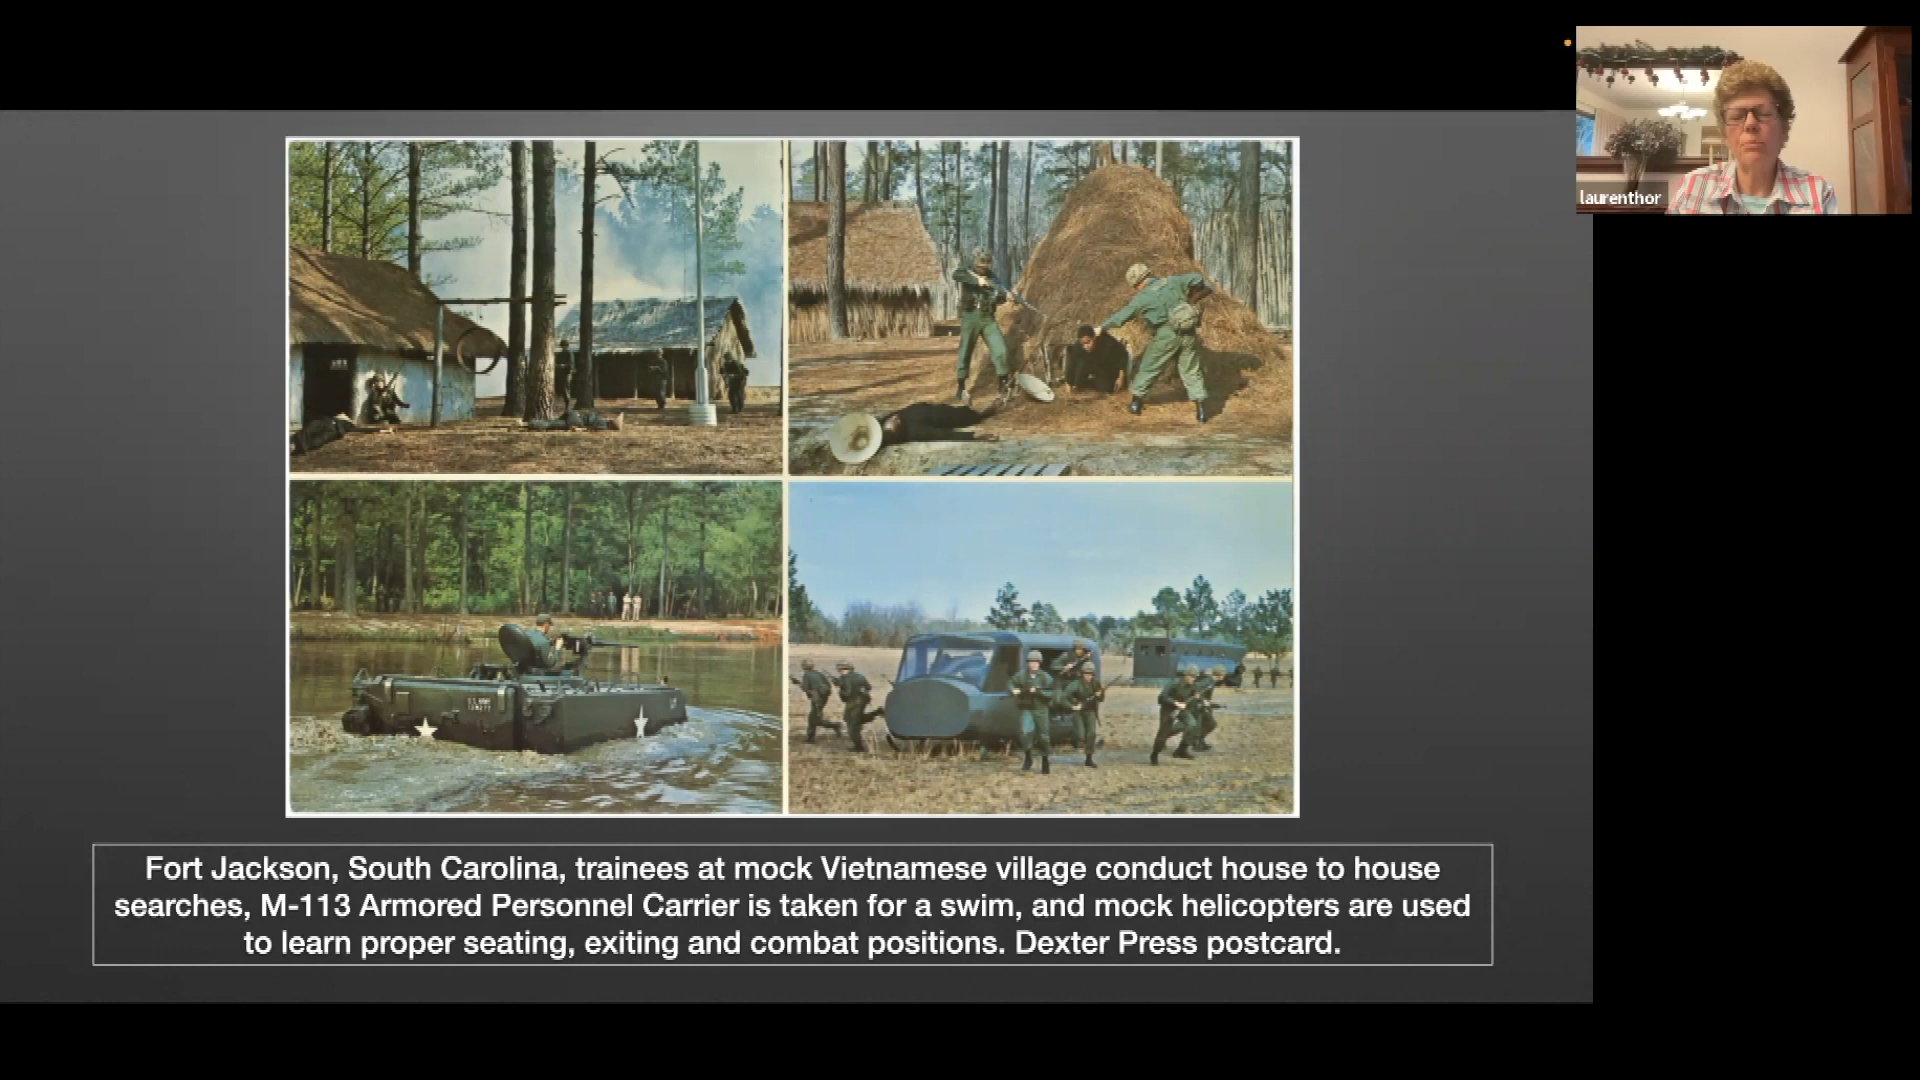 laurenthor
Fort Jackson, South Carolina, trainees at mock Vietnamese village conduct house to house
searches, M-113 Armored Personnel Carrier is taken for a swim, and mock helicopters are used
to learn proper seating, exiting and combat positions. Dexter Press postcard.